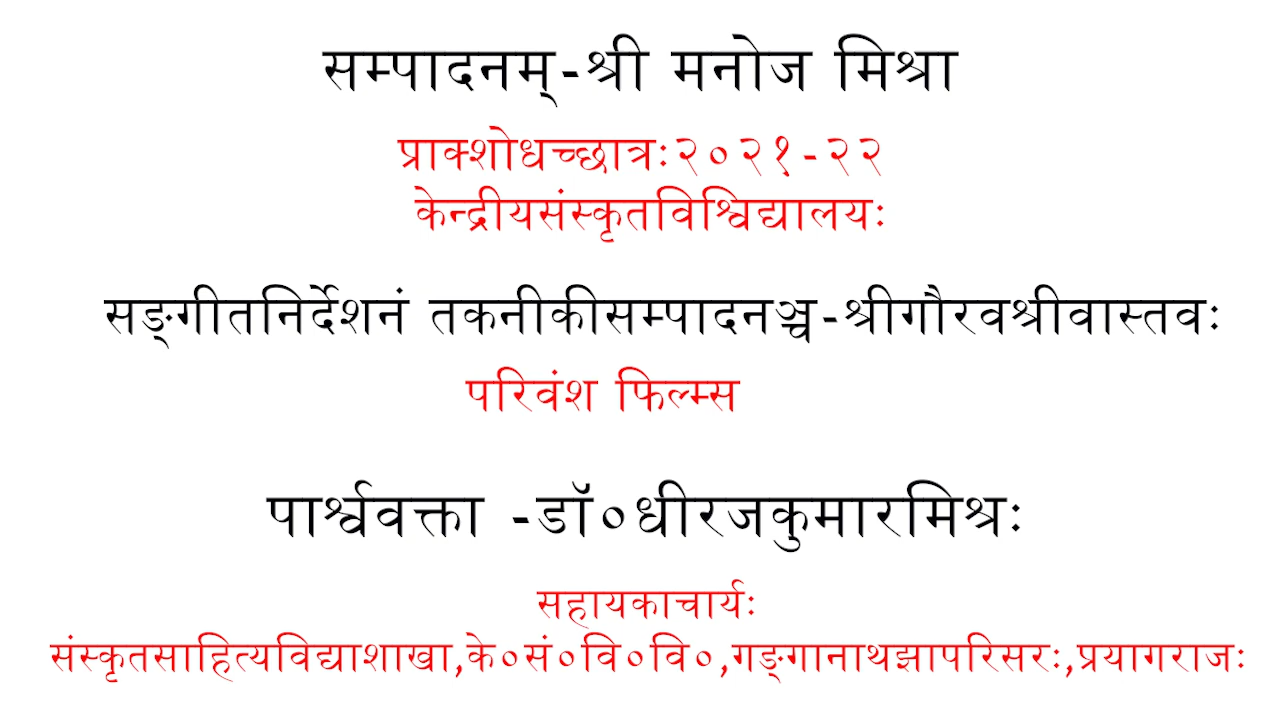 सम्पादनम्-श्री मनोज मिश्रा
प्राक्शोधच्छात्रः२०२१-२२
केन्द्रीयसंस्कृतविश्विद्यालयः
सङ्गीतनिर्देशनं तकनीकीसम्पादनञ्च-श्रीगौरवश्रीवास्तवः
परिवंश फिल्म्स
पार्श्ववक्ता -डॉ०धीरजकुमारमिश्रः
सहायकाचार्यः
संस्कृतसाहित्यविद्याशाखा,के०सं०वि०वि०,गङ्गानाथझापरिसरः,प्रयागराजः